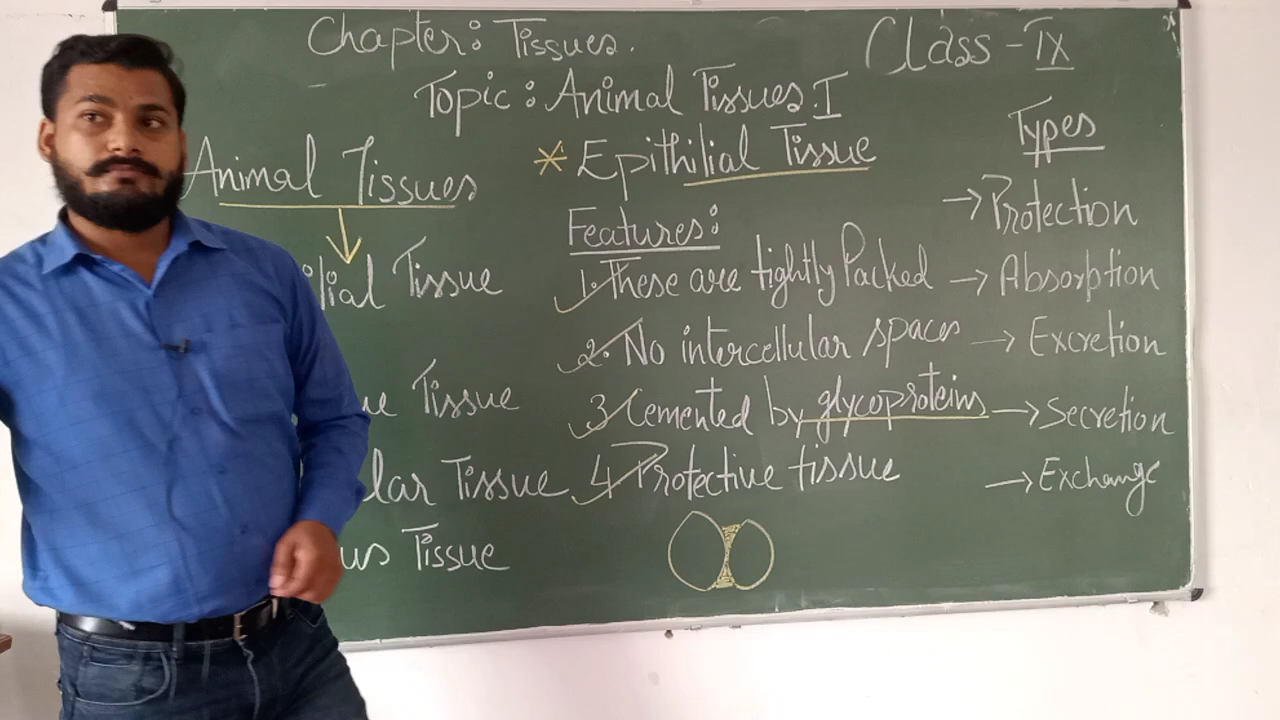 Chapter: Tissues.
Class - IX
Topic: Animal Tissues: I
Animal Tissues
lial Tissue
ue Tissue
lar Tissue
us Tissue
* Epithilial Tissue
Features:
1. These are tightly Packed
2. No intercellular spaces
3 Cemented by glycoproteins
4 Protective tissue
Types
→ Protection
→ Absorption
→ Excretion
→ Secretion
→ Exchange